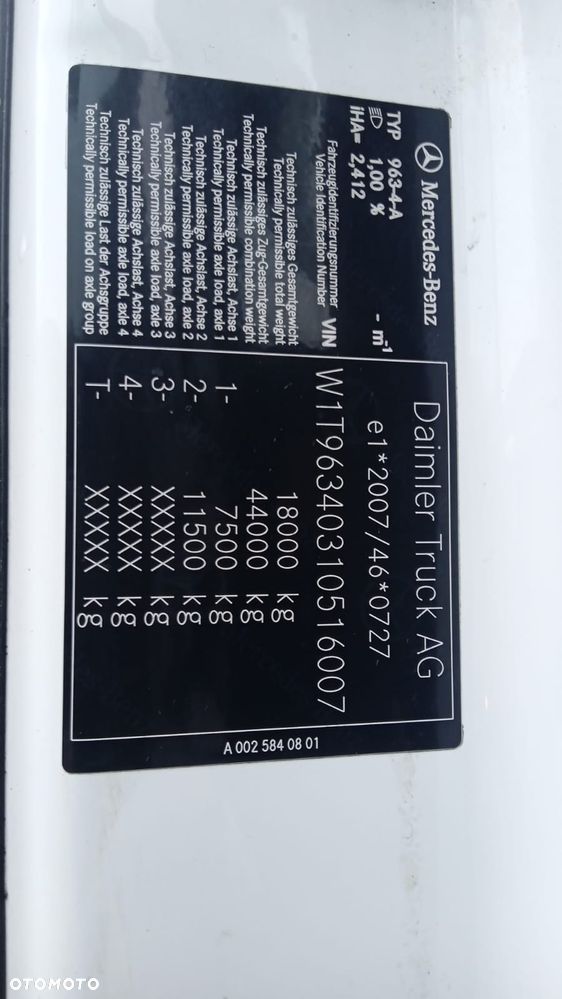 Mercedes-Benz
Daimler Truck AG
TYP 963-4-A
1,00 % - m-1
e1*2007/46*0727
iHA= 2,412
Fahrzeugidentifizierungsnummer
Vehicle Identification Number VIN W1T96340310516007
Technisch zulässiges Gesamtgewicht
Technically permissible total weight 18000 kg
Technisch zulässiges Zug-Gesamtgewicht
Technically permissible combination weight 44000 kg
Technisch zulässige Achslast, Achse 1
Technically permissible axle load, axle 1 1- 7500 kg
Technisch zulässige Achslast, Achse 2
Technically permissible axle load, axle 2 2- 11500 kg
Technisch zulässige Achslast, Achse 3
Technically permissible axle load, axle 3 3- XXXXX kg
Technisch zulässige Achslast, Achse 4
Technically permissible axle load, axle 4 4- XXXXX kg
Technisch zulässige Last der Achsgruppe
Technically permissible load on axle group T- XXXXX kg
A 002 584 08 01
OTOMOTO